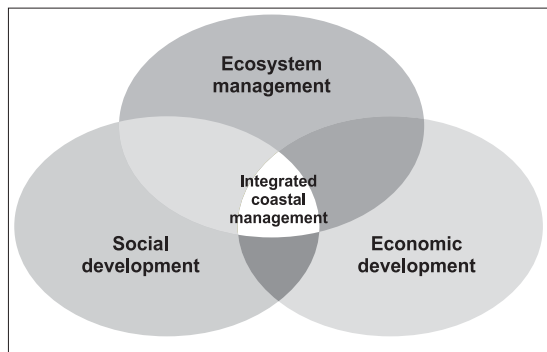 Ecosystem
management
Integrated
coastal
management
Social
development
Economic
development